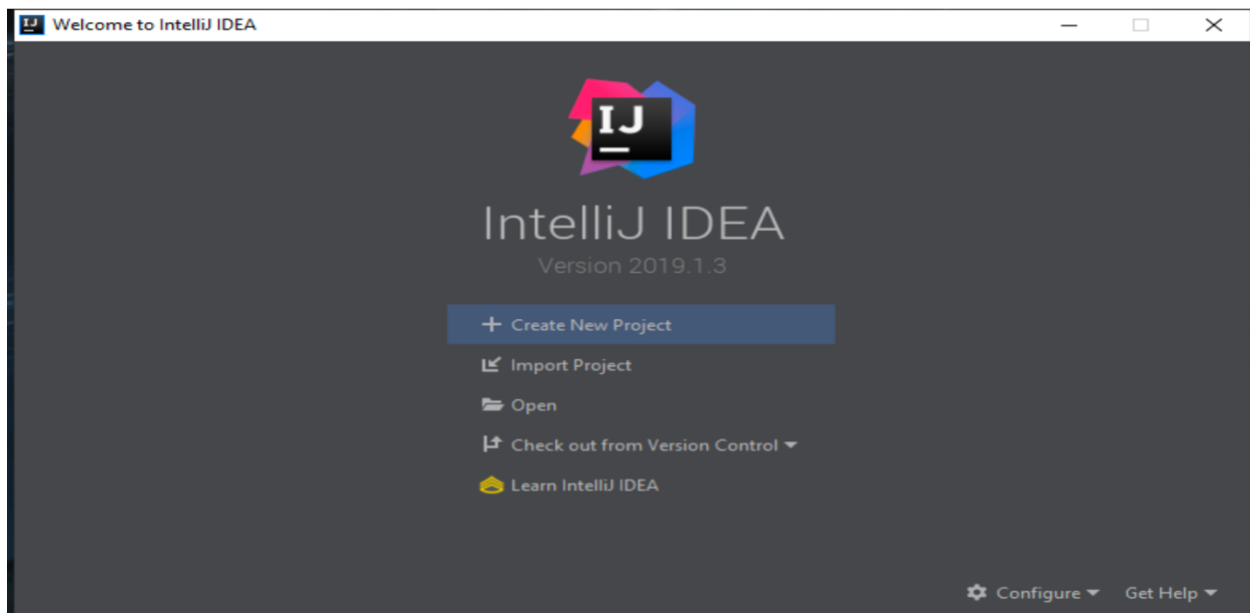 IJ Welcome to IntelliJ IDEA
IJ
IntelliJ IDEA
Version 2019.1.3
Create New Project
Import Project
Open
Check out from Version Control
Learn IntelliJ IDEA
Configure Get Help